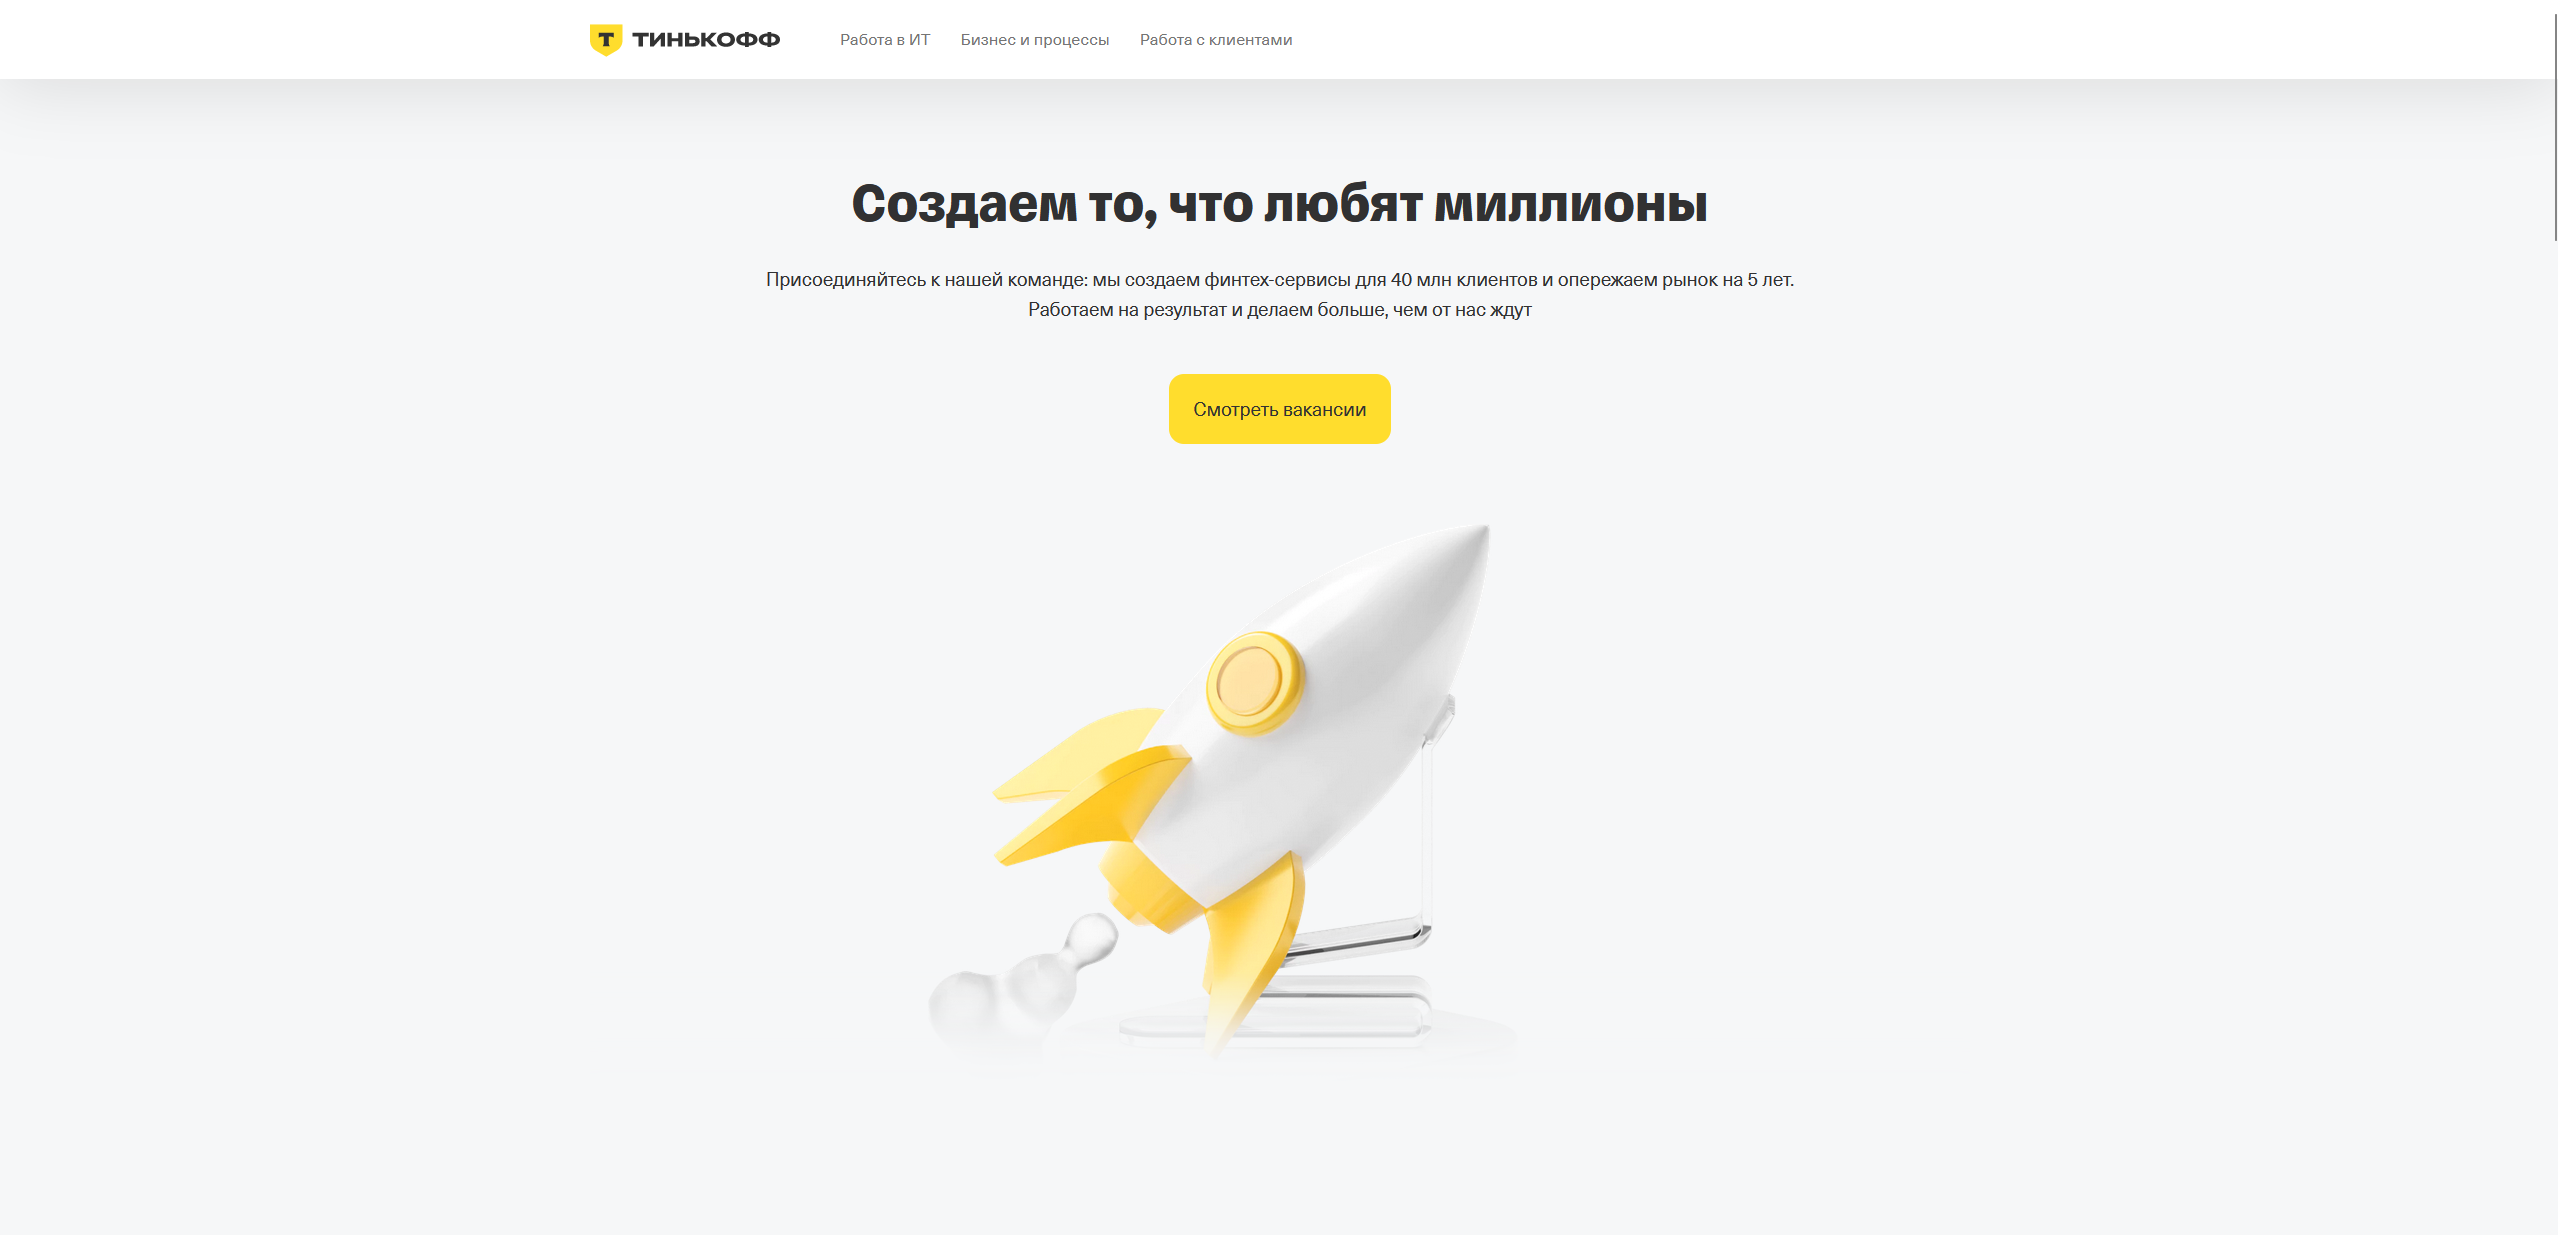 Т ТИНЬКОФФ
Работа в ИТ
Бизнес и процессы
Работа с клиентами
Создаем то, что любят миллионы
Присоединяйтесь к нашей команде: мы создаем финтех-сервисы для 40 млн клиентов и опережаем рынок на 5 лет.
Работаем на результат и делаем больше, чем от нас ждут
Смотреть вакансии